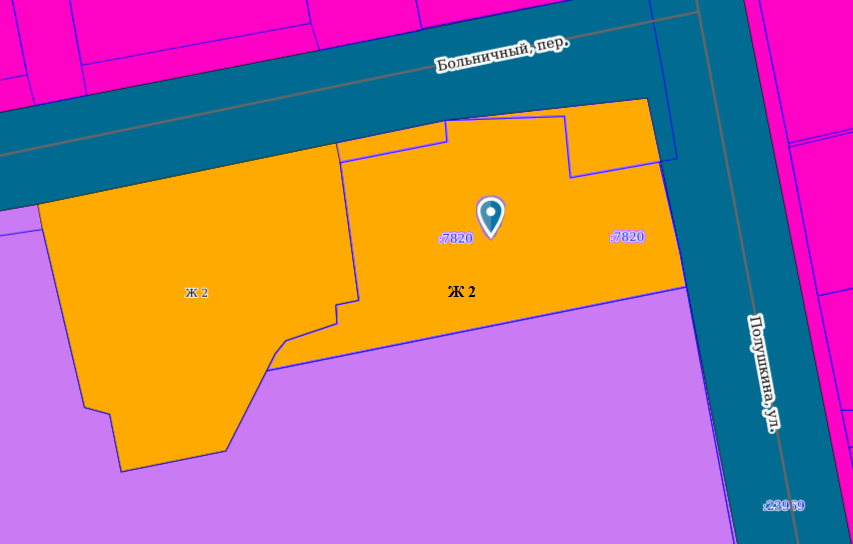 Больничный, пер.
:7820
:7820
Ж 2
Ж 2
Полушкина, ул.